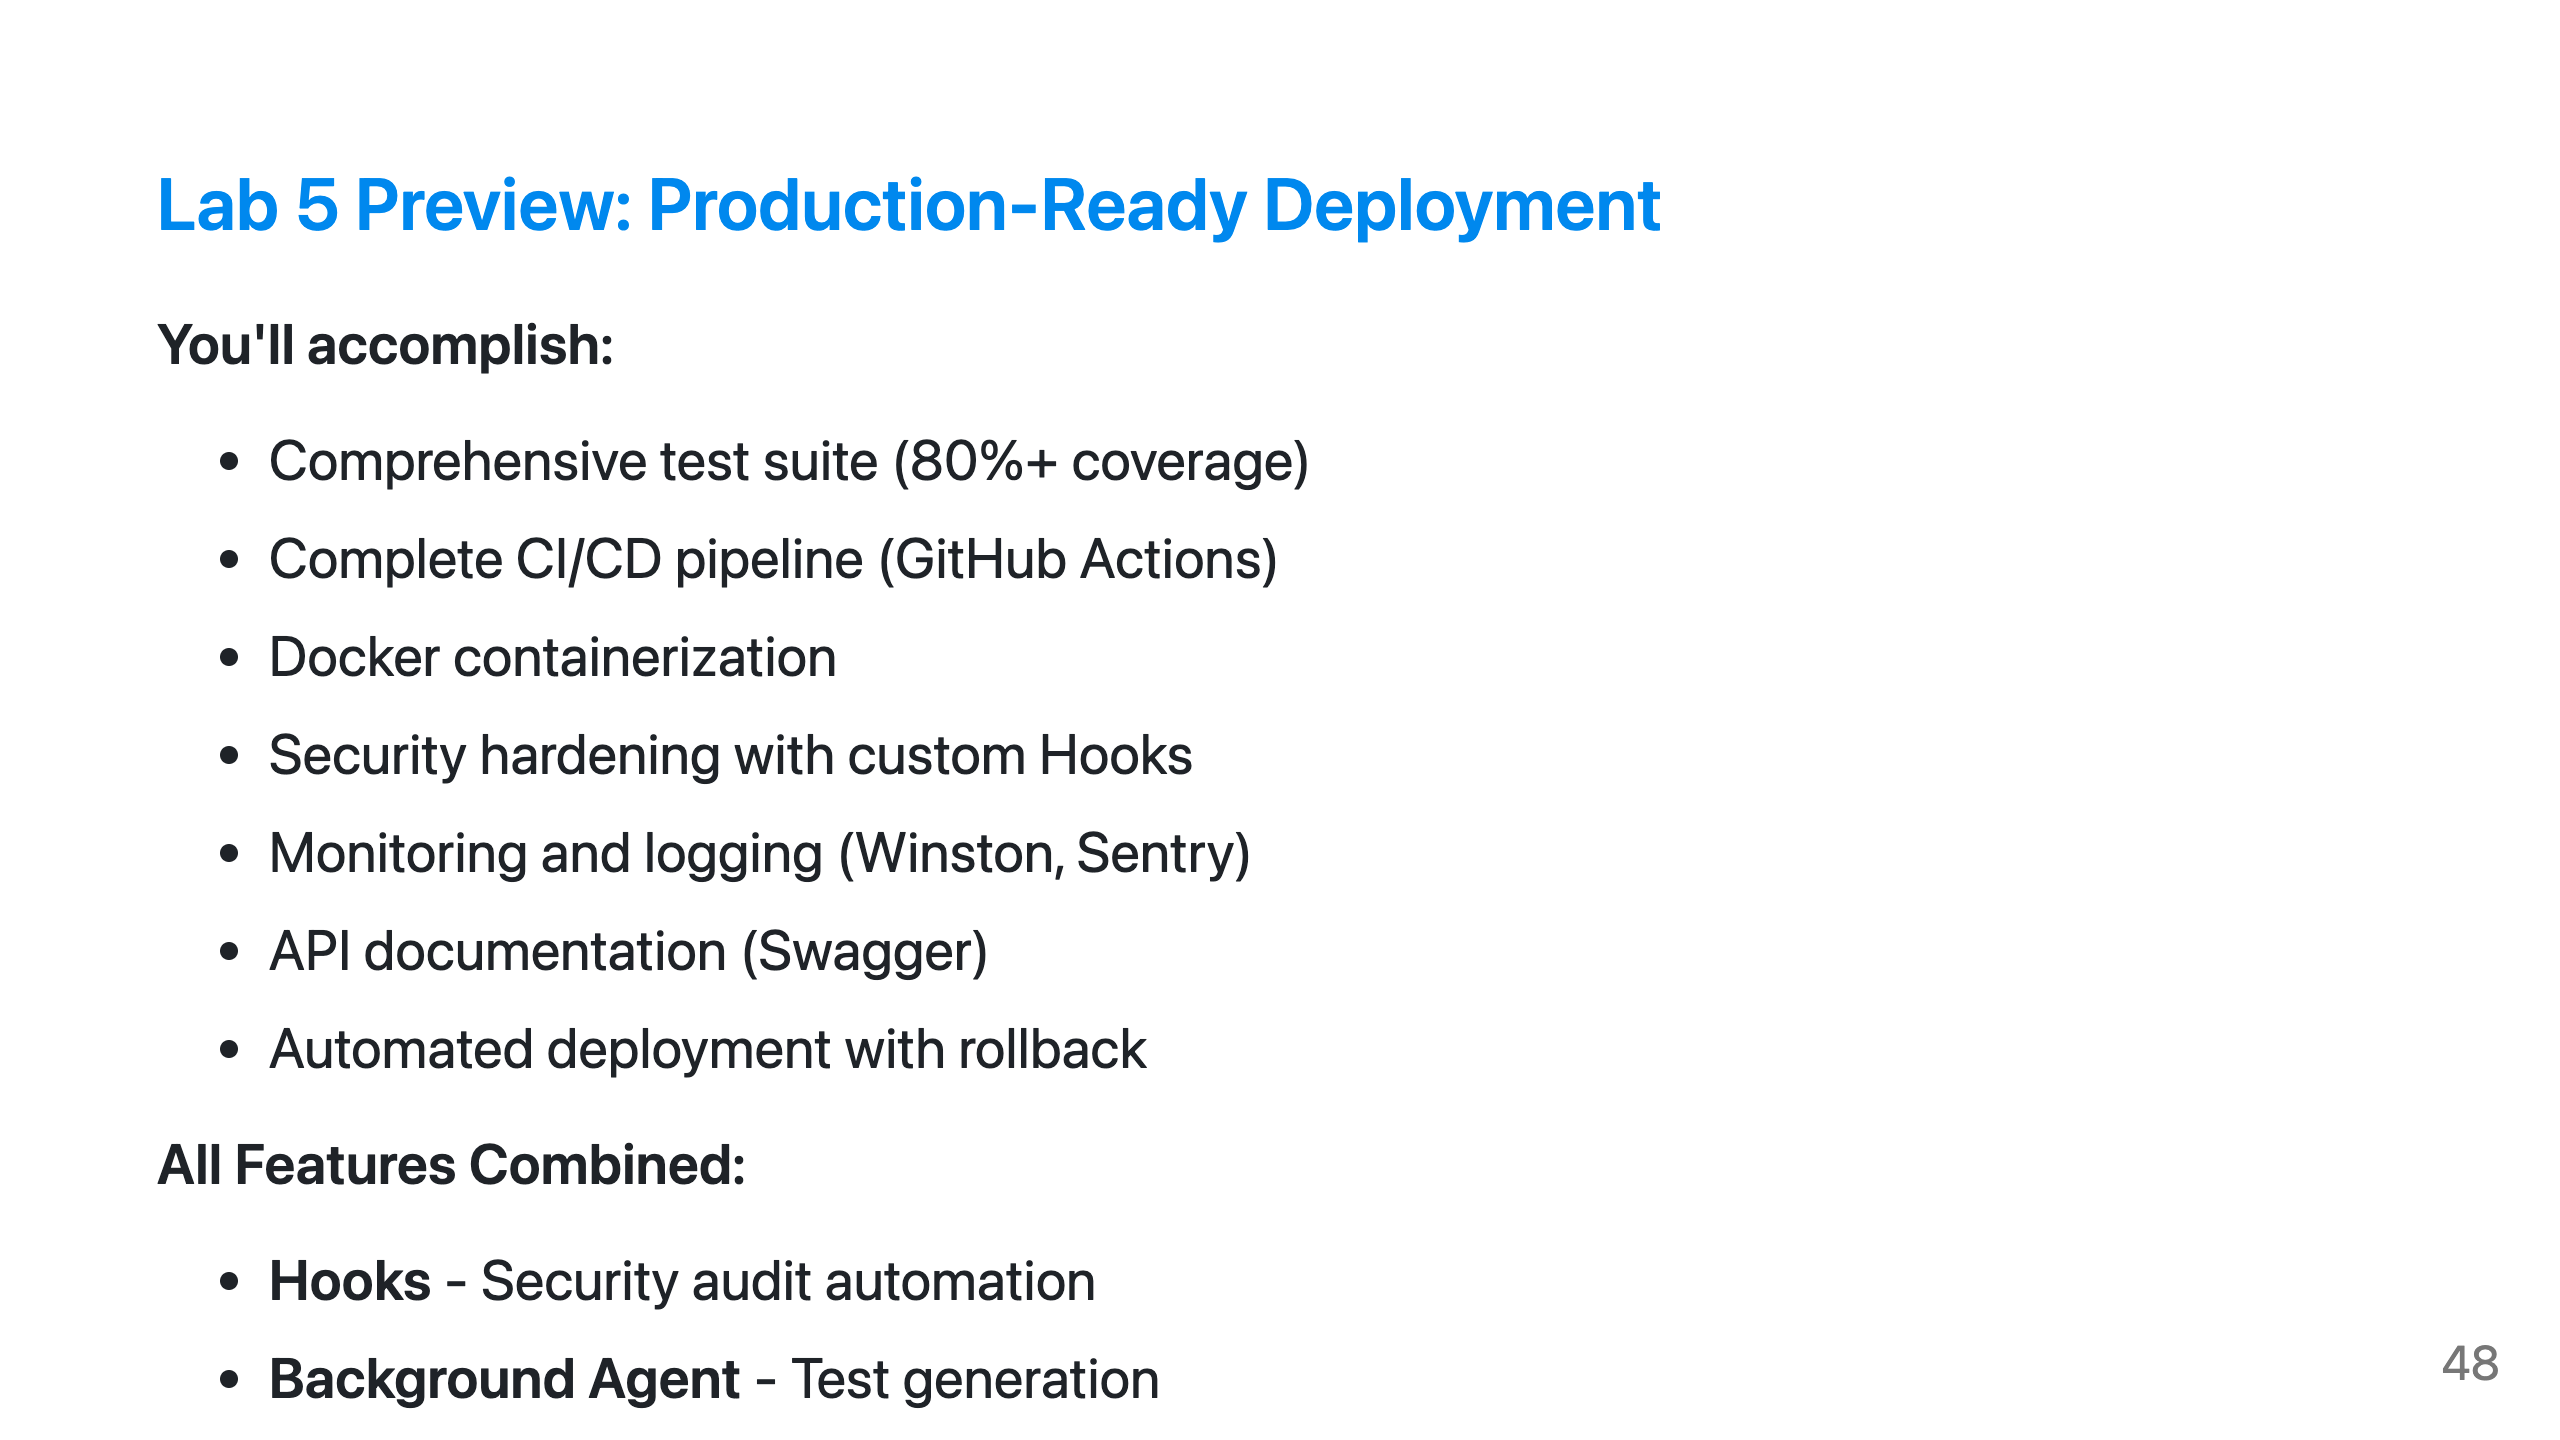 Lab 5 Preview: Production-Ready Deployment
You'll accomplish:
• Comprehensive test suite (80%+ coverage)
• Complete CI/CD pipeline (GitHub Actions)
• Docker containerization
• Security hardening with custom Hooks
• Monitoring and logging (Winston, Sentry)
• API documentation (Swagger)
• Automated deployment with rollback
All Features Combined:
• Hooks - Security audit automation
• Background Agent - Test generation
48